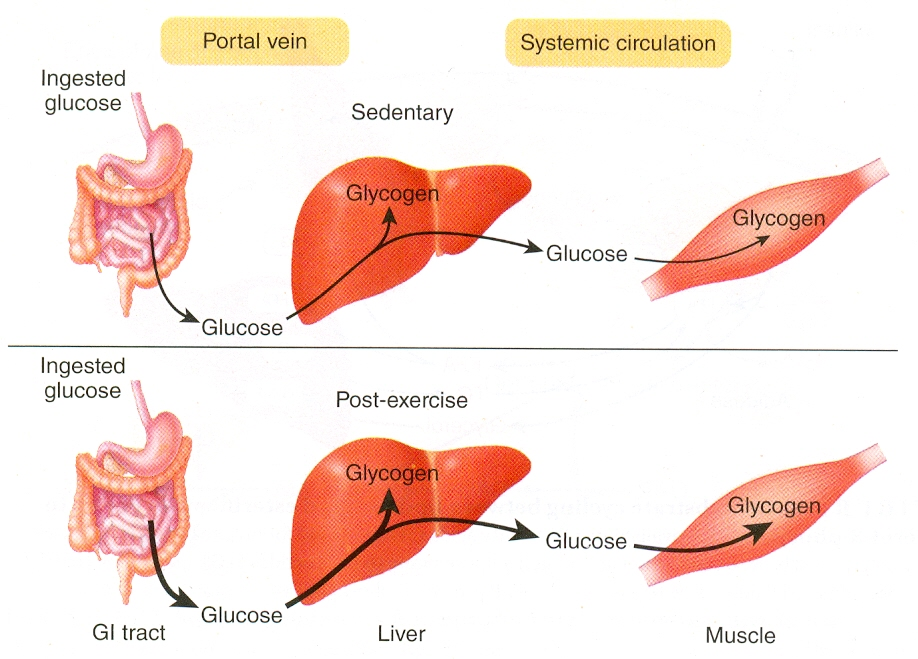 Portal vein
Systemic circulation
Ingested
glucose
Sedentary
Glycogen
Glycogen
Glucose
Glucose
Ingested
glucose
Post-exercise
Glycogen
Glycogen
Glucose
Glucose
GI tract
Liver
Muscle